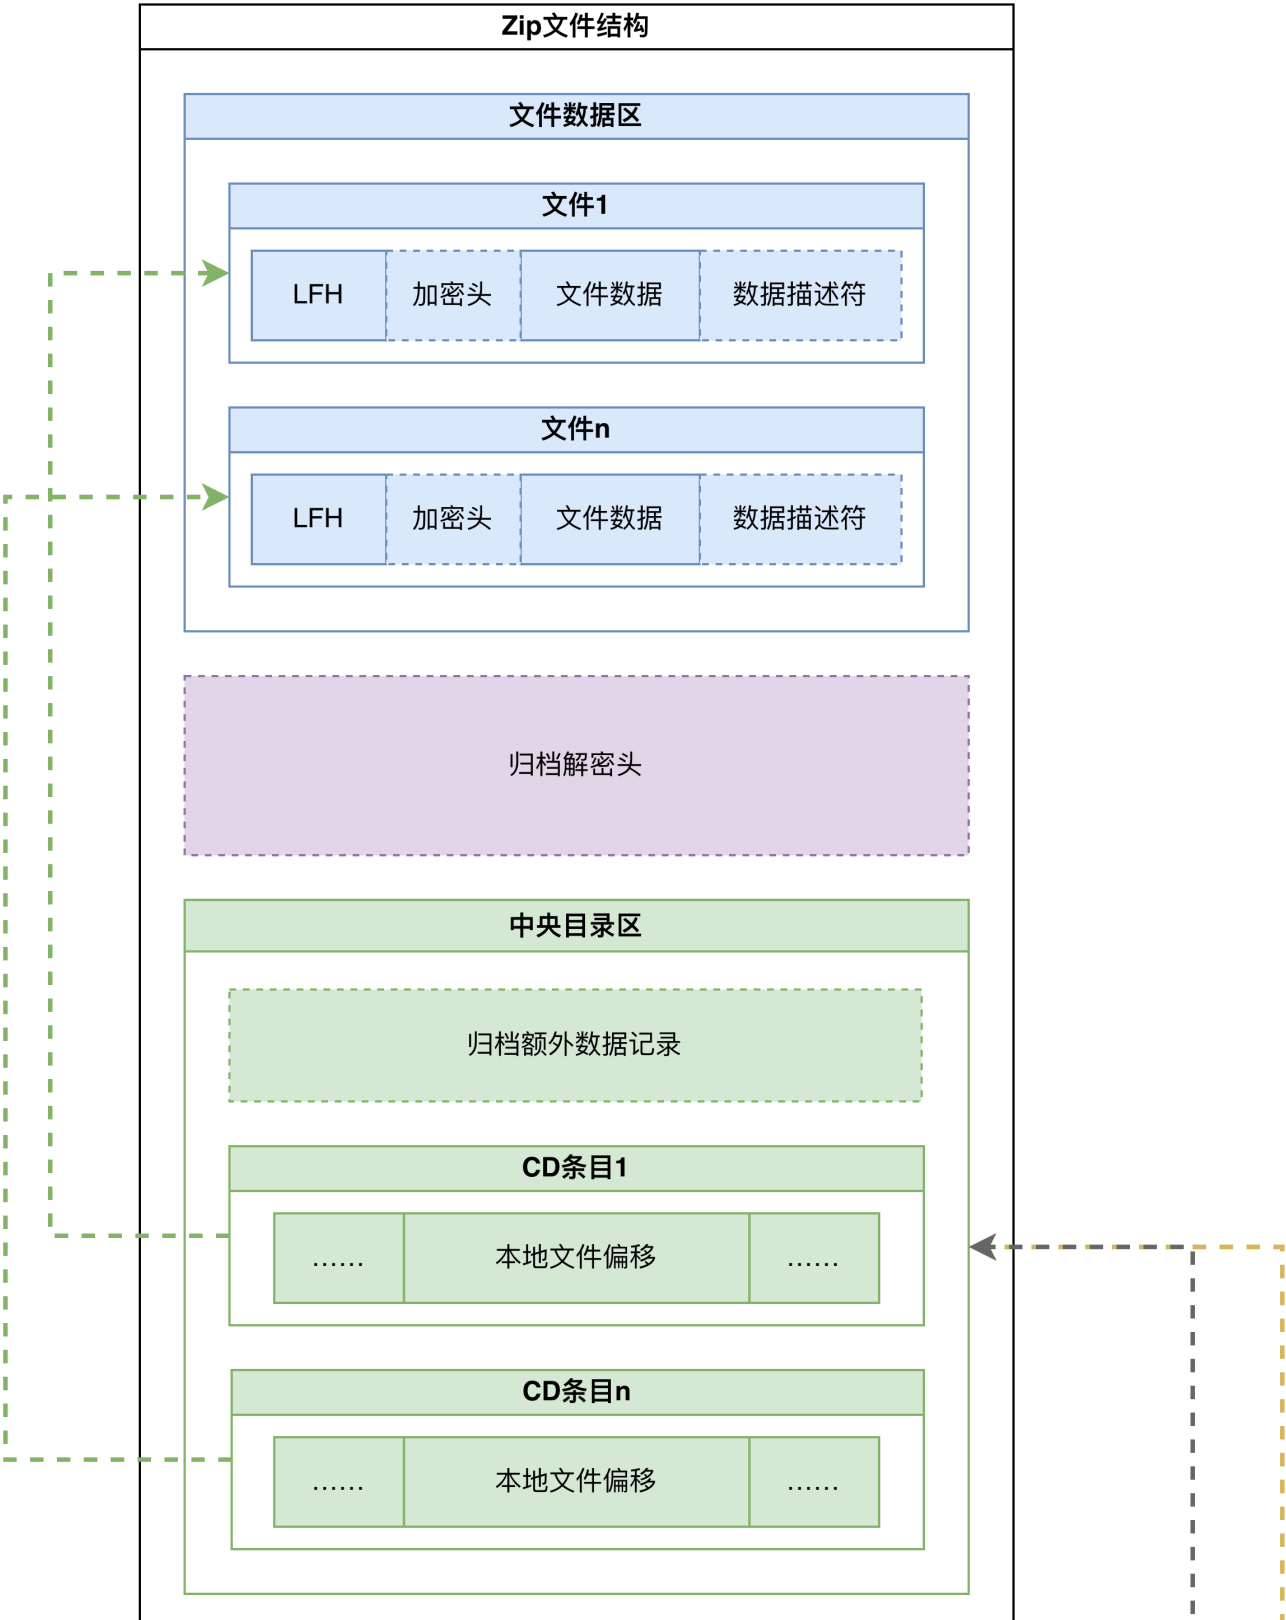 Zip文件结构
文件数据区
文件1
LFH 加密头 文件数据 数据描述符
文件n
LFH 加密头 文件数据 数据描述符
归档解密头
中央目录区
归档额外数据记录
CD条目1
...... 本地文件偏移 ......
CD条目n
...... 本地文件偏移 ......